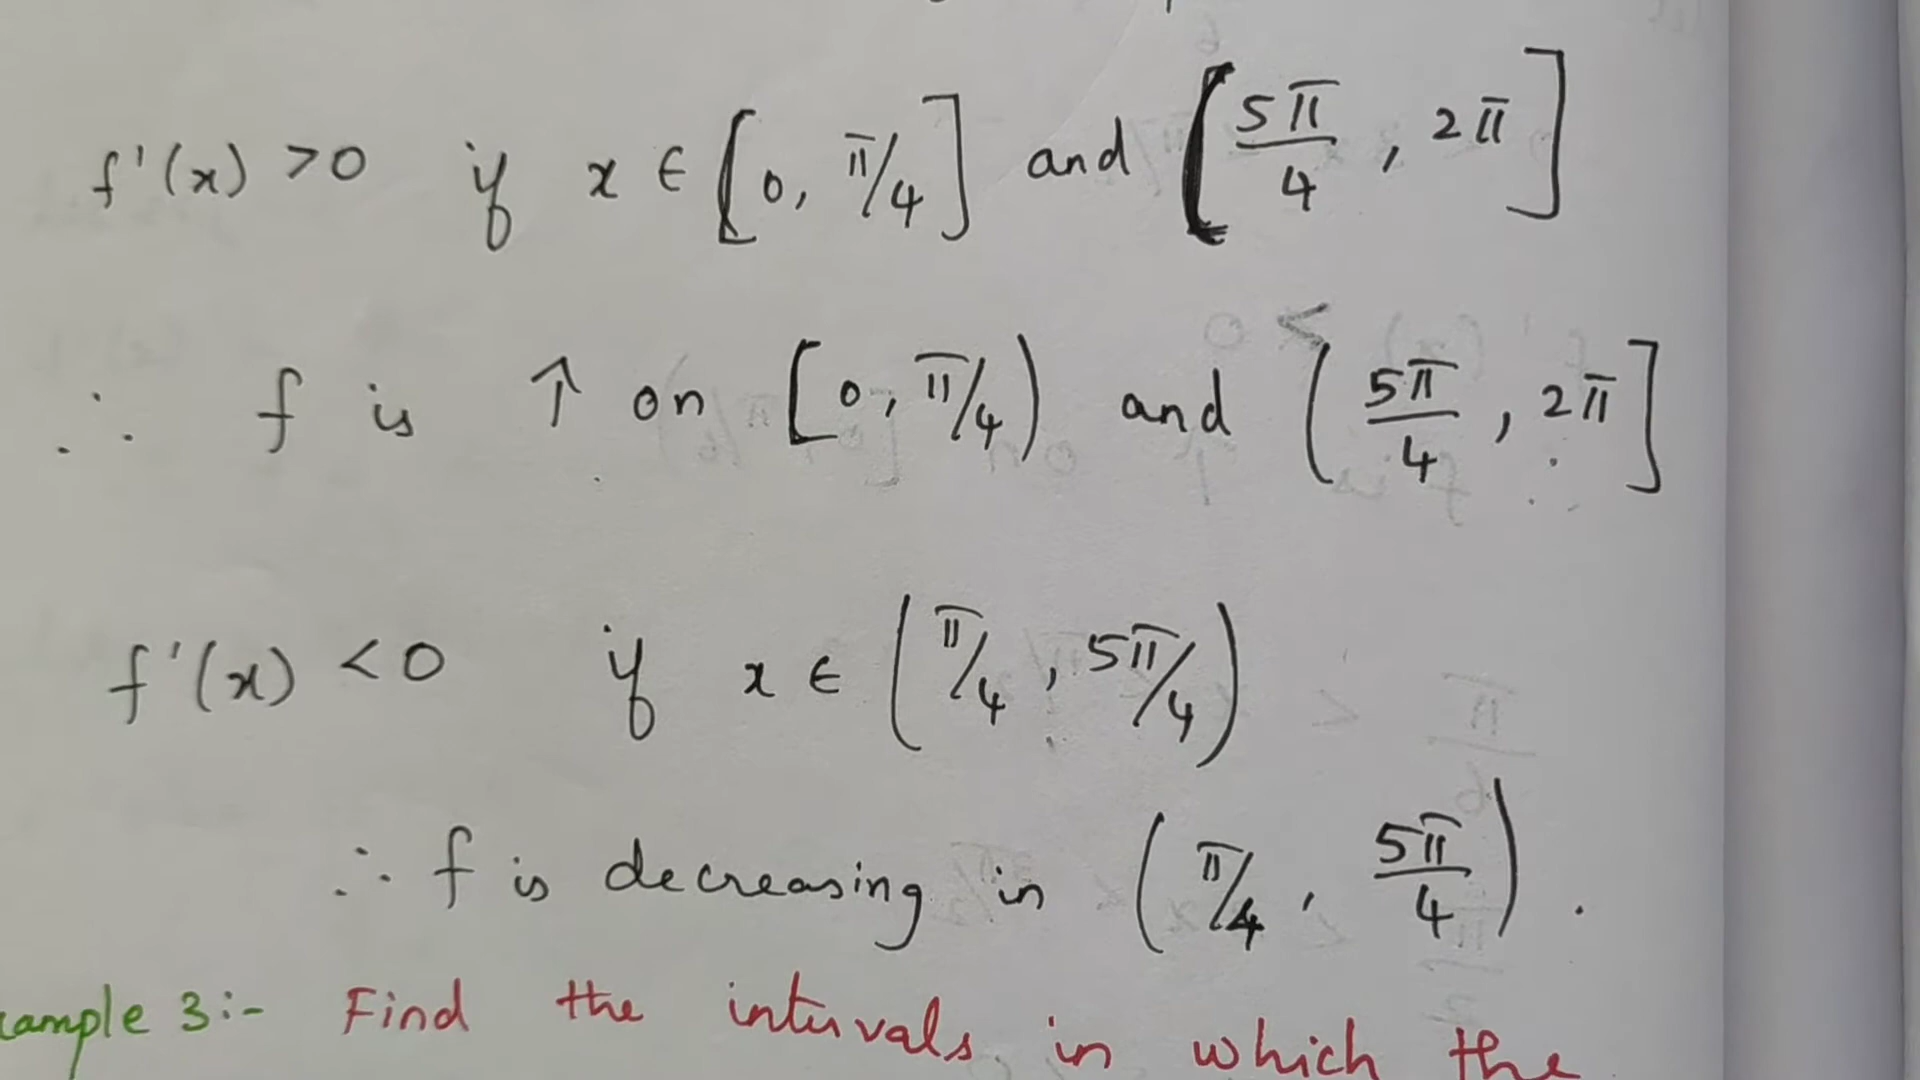 f'(x) > 0 if x ∈ [0, π/4] and [5π/4, 2π]
∴ f is ↑ on [0, π/4) and (5π/4, 2π]
f'(x) < 0 if x ∈ (π/4, 5π/4)
∴ f is decreasing in (π/4, 5π/4).
ample 3:- Find the intervals in which the